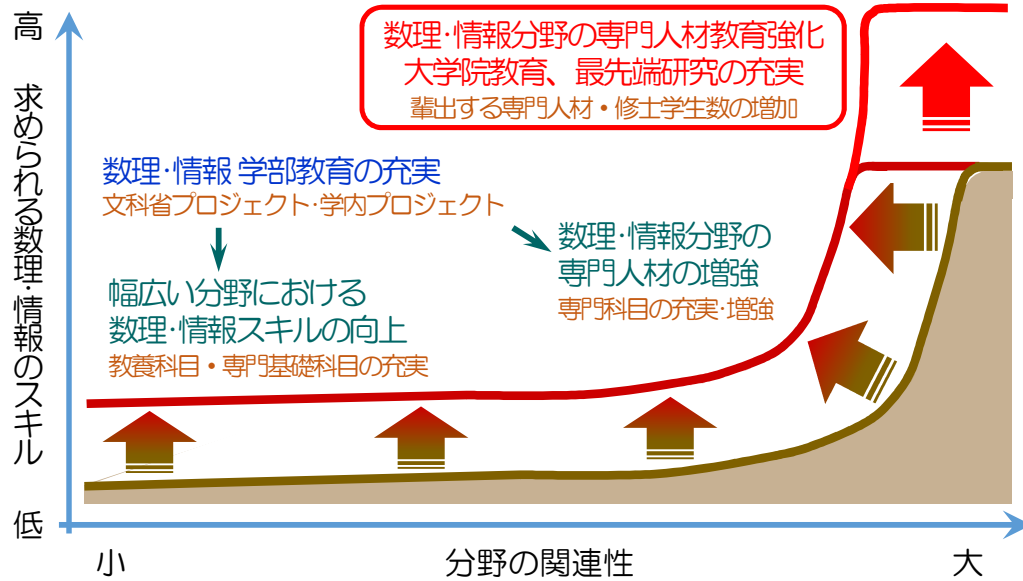 高
求められる数理・情報のスキル
低
数理・情報分野の専門人材教育強化
大学院教育、最先端研究の充実
輩出する専門人材・修士学生数の増加
数理・情報 学部教育の充実
文科省プロジェクト・学内プロジェクト
数理・情報分野の
専門人材の増強
専門科目の充実・増強
幅広い分野における
数理・情報スキルの向上
教養科目・専門基礎科目の充実
小
分野の関連性
大